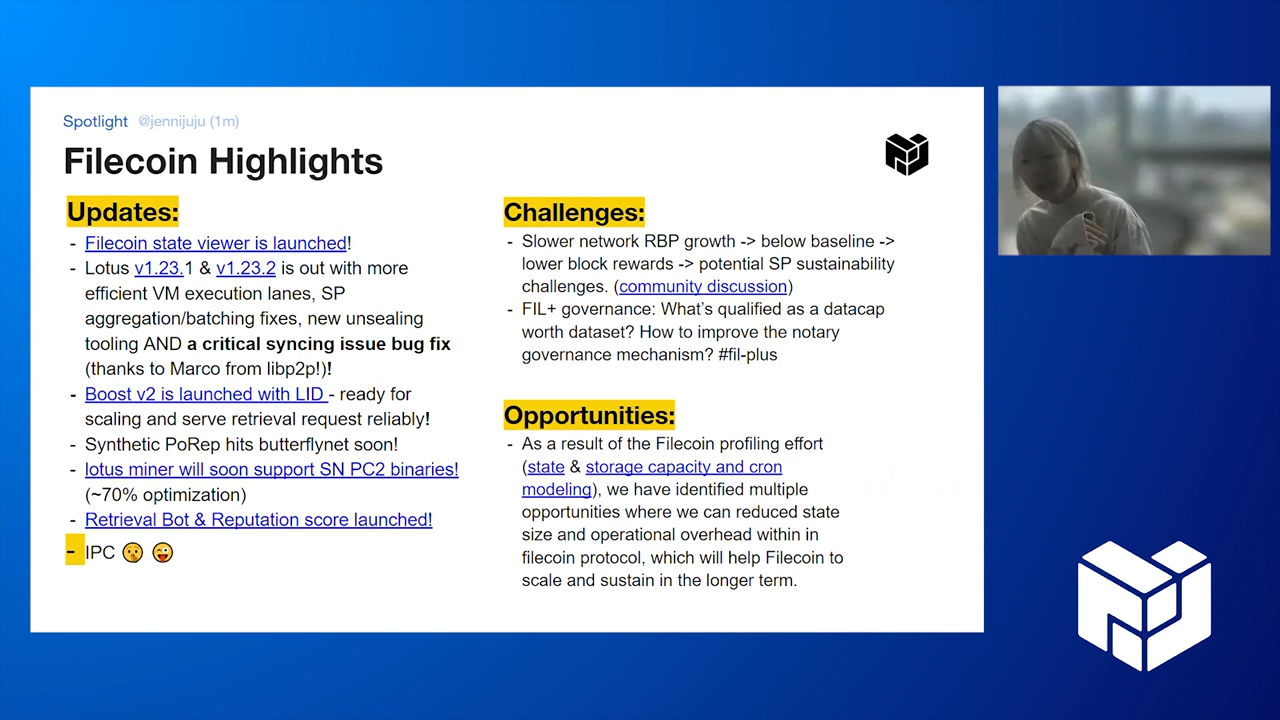 Spotlight @jennijuju (1m)
Filecoin Highlights
Updates:
- Filecoin state viewer is launched!
- Lotus v1.23.1 & v1.23.2 is out with more
efficient VM execution lanes, SP
aggregation/batching fixes, new unsealing
tooling AND a critical syncing issue bug fix
(thanks to Marco from libp2p!)!
- Boost v2 is launched with LID - ready for
scaling and serve retrieval request reliably!
- Synthetic PoRep hits butterflynet soon!
- lotus miner will soon support SN PC2 binaries!
(~70% optimization)
- Retrieval Bot & Reputation score launched!
- IPC 🤫 😜
Challenges:
- Slower network RBP growth -> below baseline ->
lower block rewards -> potential SP sustainability
challenges. (community discussion)
- FIL+ governance: What's qualified as a datacap
worth dataset? How to improve the notary
governance mechanism? #fil-plus
Opportunities:
- As a result of the Filecoin profiling effort
(state & storage capacity and cron
modeling), we have identified multiple
opportunities where we can reduced state
size and operational overhead within in
filecoin protocol, which will help Filecoin to
scale and sustain in the longer term.